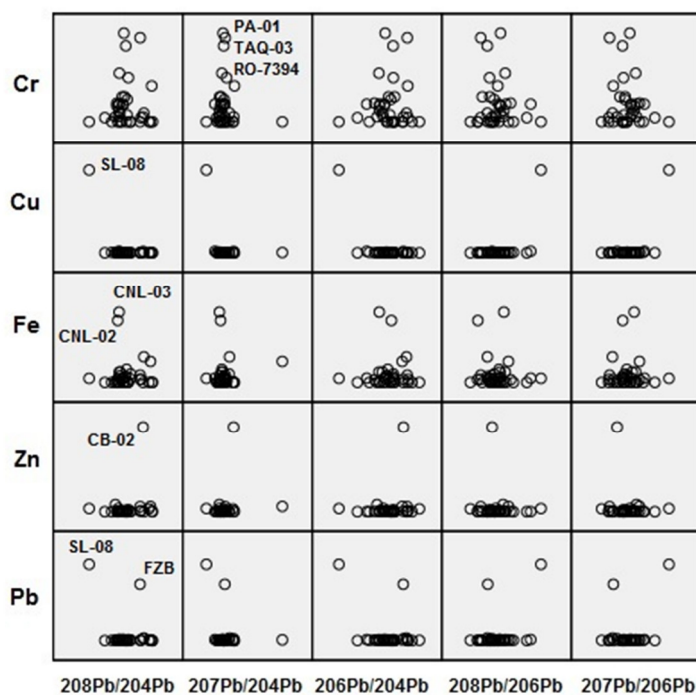 PA-01
Cr TAQ-03
RO-7394
SL-08
Cu
CNL-03
Fe
CNL-02
Zn
CB-02
SL-08
FZB
Pb
208Pb/204Pb 207Pb/204Pb 206Pb/204Pb 208Pb/206Pb 207Pb/206Pb